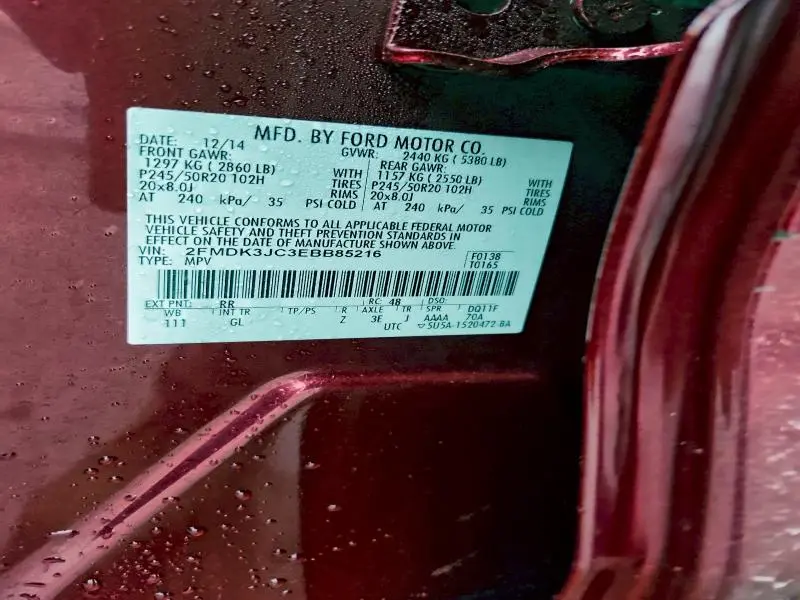 MFD. BY FORD MOTOR CO.
DATE: 12/14 GVWR: 2440 KG ( 5380 LB)
FRONT GAWR: REAR GAWR:
1297 KG ( 2860 LB) WITH 1157 KG ( 2550 LB) WITH
P245/50R20 102H TIRES P245/50R20 102H TIRES
20x8.0J RIMS 20x8.0J RIMS
AT 240 kPa/ 35 PSI COLD AT 240 kPa/ 35 PSI COLD
THIS VEHICLE CONFORMS TO ALL APPLICABLE FEDERAL MOTOR
VEHICLE SAFETY AND THEFT PREVENTION STANDARDS IN
EFFECT ON THE DATE OF MANUFACTURE SHOWN ABOVE.
VIN: 2FMDK3JC3EBB85216 F0138
TYPE: MPV T0165
EXT PNT: RR RC: 48 DSO:
WB INT TR TP/PS R AXLE TR SPR DQ11F
111 GL Z 3E J AAAA 70A
UTC ▽5U5A-1520472-BA